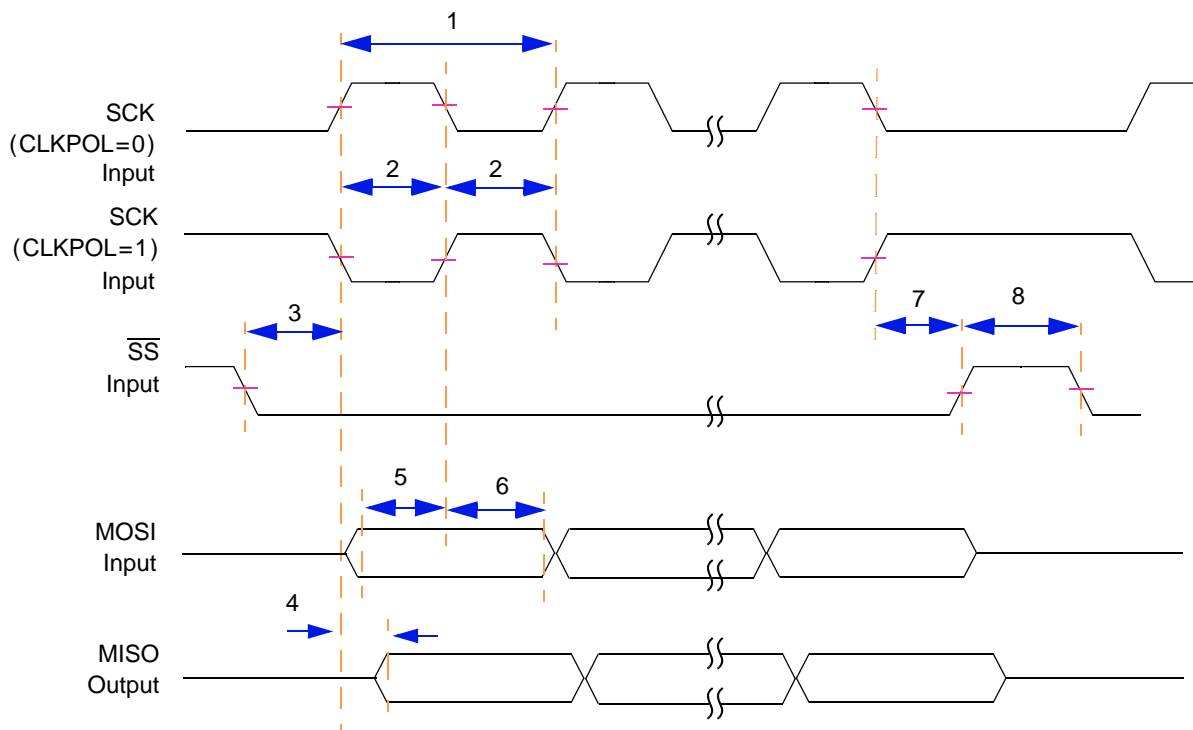 1
SCK
(CLKPOL=0)
Input
2
2
SCK
(CLKPOL=1)
Input
3
7
8
SS
Input
5
6
MOSI
Input
4
MISO
Output